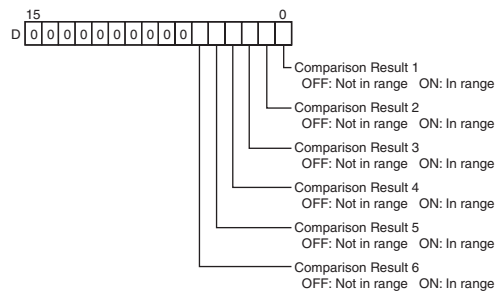 15 0
D 0 0 0 0 0 0 0 0 0 0
Comparison Result 1
OFF: Not in range ON: In range
Comparison Result 2
OFF: Not in range ON: In range
Comparison Result 3
OFF: Not in range ON: In range
Comparison Result 4
OFF: Not in range ON: In range
Comparison Result 5
OFF: Not in range ON: In range
Comparison Result 6
OFF: Not in range ON: In range